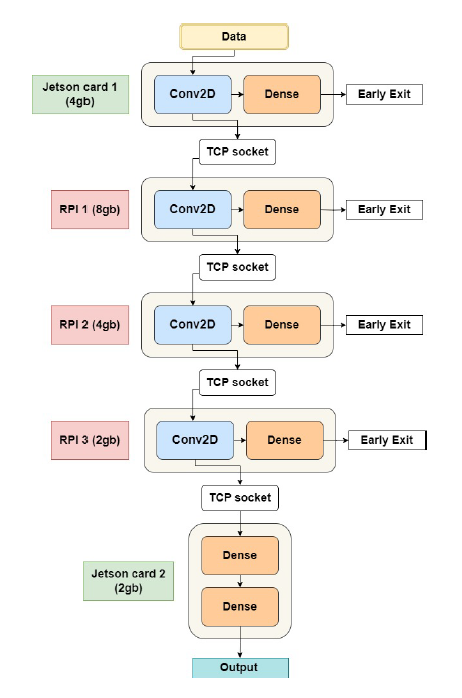 Data
Jetson card 1
(4gb)
Conv2D
Dense
Early Exit
TCP socket
RPI 1 (8gb)
Conv2D
Dense
Early Exit
TCP socket
RPI 2 (4gb)
Conv2D
Dense
Early Exit
TCP socket
RPI 3 (2gb)
Conv2D
Dense
Early Exit
TCP socket
Dense
Jetson card 2
(2gb)
Dense
Output